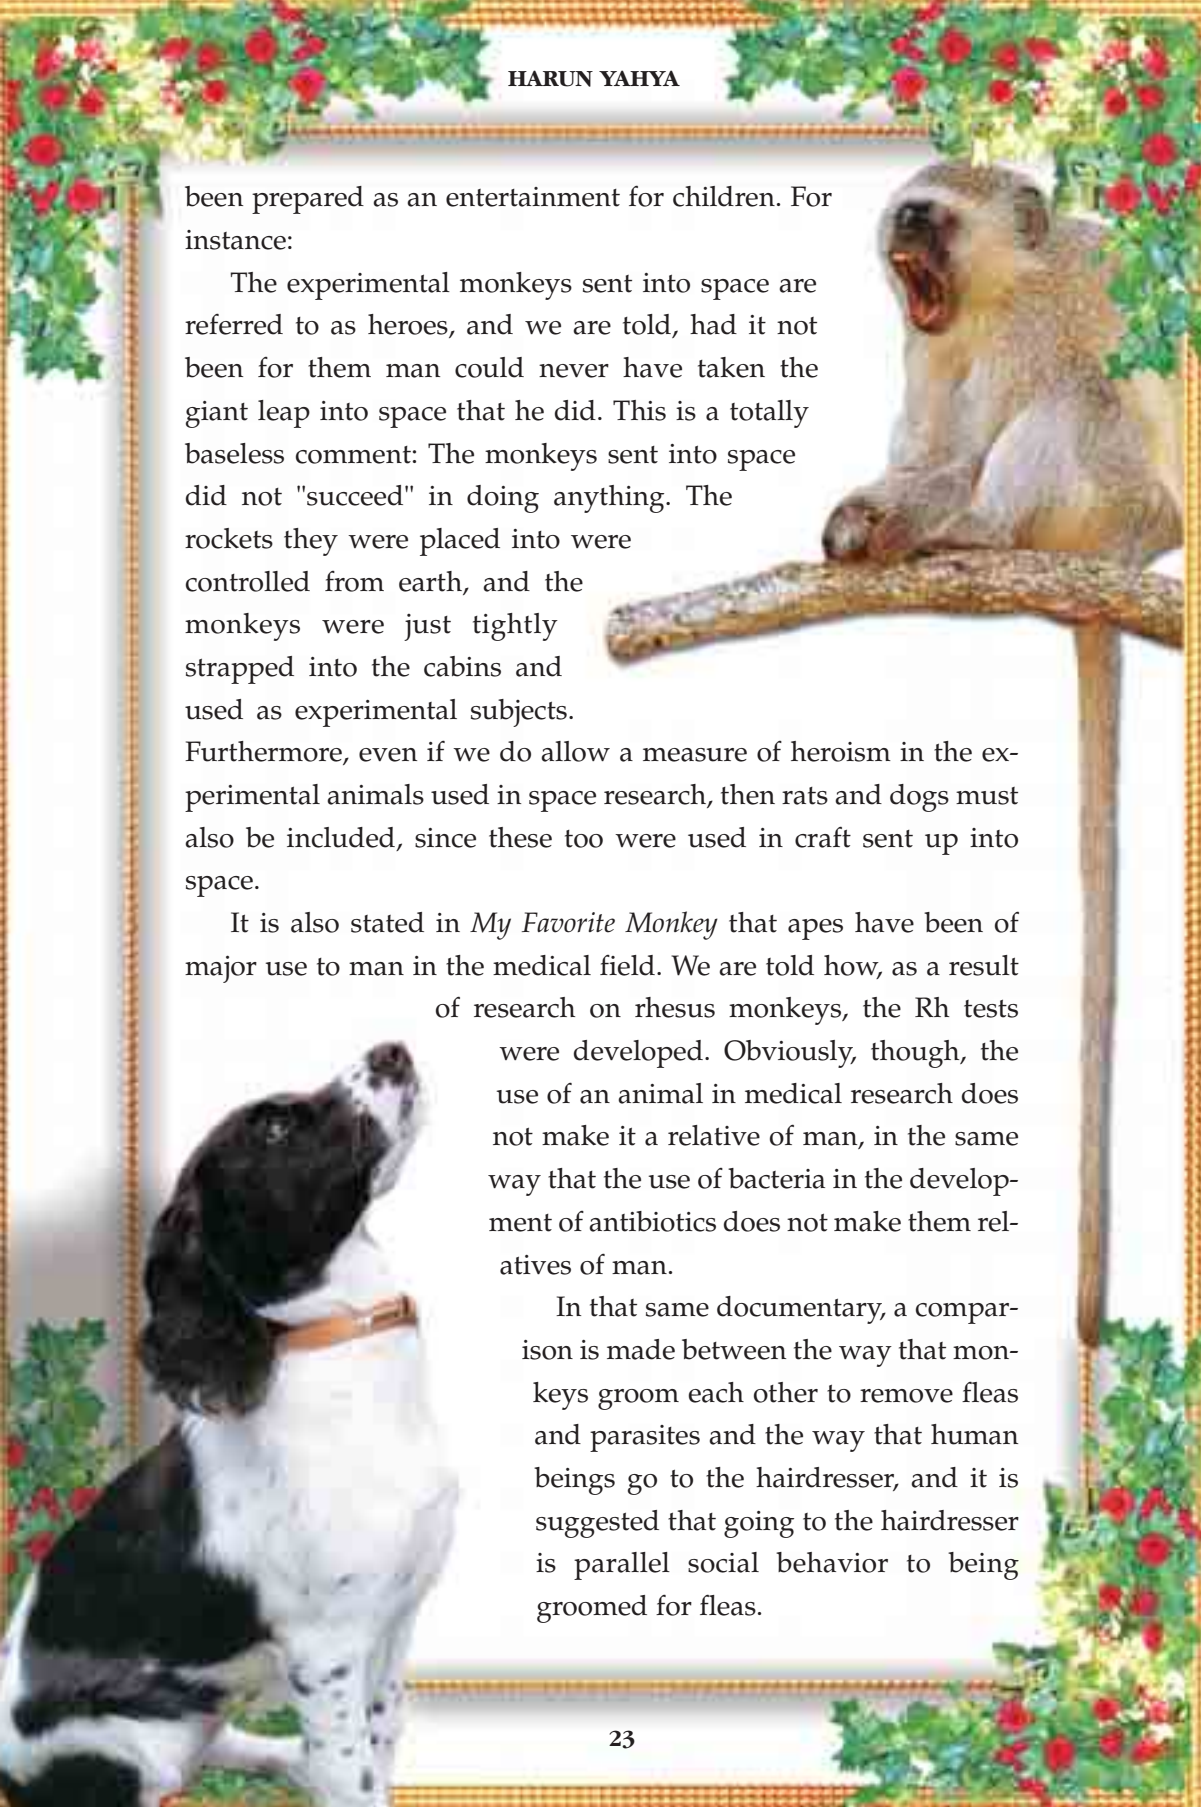 HARUN YAHYA
been prepared as an entertainment for children. For
instance:
The experimental monkeys sent into space are
referred to as heroes, and we are told, had it not
been for them man could never have taken the
giant leap into space that he did. This is a totally
baseless comment: The monkeys sent into space
did not "succeed" in doing anything. The
rockets they were placed into were
controlled from earth, and the
monkeys were just tightly
strapped into the cabins and
used as experimental subjects.
Furthermore, even if we do allow a measure of heroism in the ex-
perimental animals used in space research, then rats and dogs must
also be included, since these too were used in craft sent up into
space.
It is also stated in My Favorite Monkey that apes have been of
major use to man in the medical field. We are told how, as a result
of research on rhesus monkeys, the Rh tests
were developed. Obviously, though, the
use of an animal in medical research does
not make it a relative of man, in the same
way that the use of bacteria in the develop-
ment of antibiotics does not make them rel-
atives of man.
In that same documentary, a compar-
ison is made between the way that mon-
keys groom each other to remove fleas
and parasites and the way that human
beings go to the hairdresser, and it is
suggested that going to the hairdresser
is parallel social behavior to being
groomed for fleas.
23